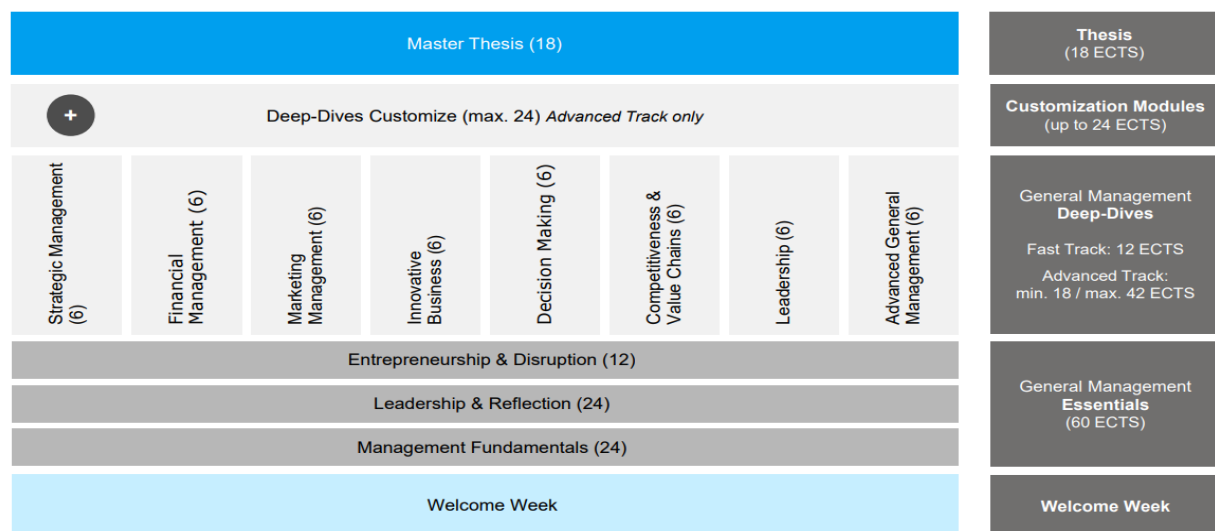 Master Thesis (18)
Thesis
(18 ECTS)
+
Deep-Dives Customize (max. 24) Advanced Track only
Customization Modules
(up to 24 ECTS)
Strategic Management
(6)
Financial
Management (6)
Marketing
Management (6)
Innovative
Business (6)
Decision Making (6)
Competitiveness &
Value Chains (6)
Leadership (6)
Advanced General
Management (6)
General Management
Deep-Dives
Fast Track: 12 ECTS
Advanced Track:
min. 18 / max. 42 ECTS
Entrepreneurship & Disruption (12)
Leadership & Reflection (24)
Management Fundamentals (24)
General Management
Essentials
(60 ECTS)
Welcome Week
Welcome Week